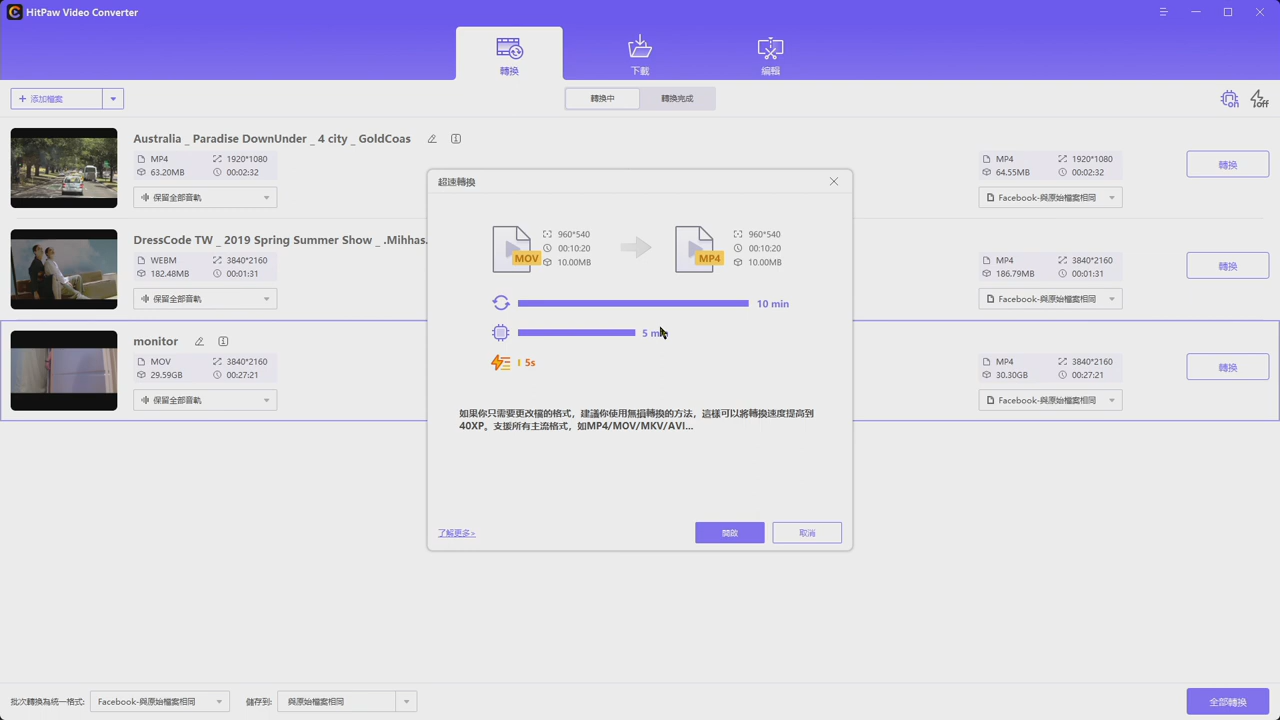 HitPaw Video Converter
轉換
下載
編輯
添加檔案
轉換中
轉換完成
on
off
Australia _ Paradise DownUnder _ 4 city _ GoldCoas
MP4
1920*1080
63.20MB
00:02:32
保留全部音軌
MP4
1920*1080
64.55MB
00:02:32
Facebook-與原始檔案相同
轉換
DressCode TW _ 2019 Spring Summer Show _ .Mihhas.
WEBM
3840*2160
182.48MB
00:01:31
保留全部音軌
MP4
3840*2160
186.79MB
00:01:31
Facebook-與原始檔案相同
轉換
monitor
MOV
3840*2160
29.59GB
00:27:21
保留全部音軌
MP4
3840*2160
30.30GB
00:27:21
Facebook-與原始檔案相同
轉換
超速轉換
MOV
960*540
00:10:20
10.00MB
MP4
960*540
00:10:20
10.00MB
10 min
5 min
5s
如果你只需要更改檔的格式，建議你使用無損轉換的方法，這樣可以將轉換速度提高到
40XP。支援所有主流格式，如MP4/MOV/MKV/AVI...
了解更多>
開啟
取消
批次轉換為統一格式:
Facebook-與原始檔案相同
儲存到:
與原始檔案相同
全部轉換